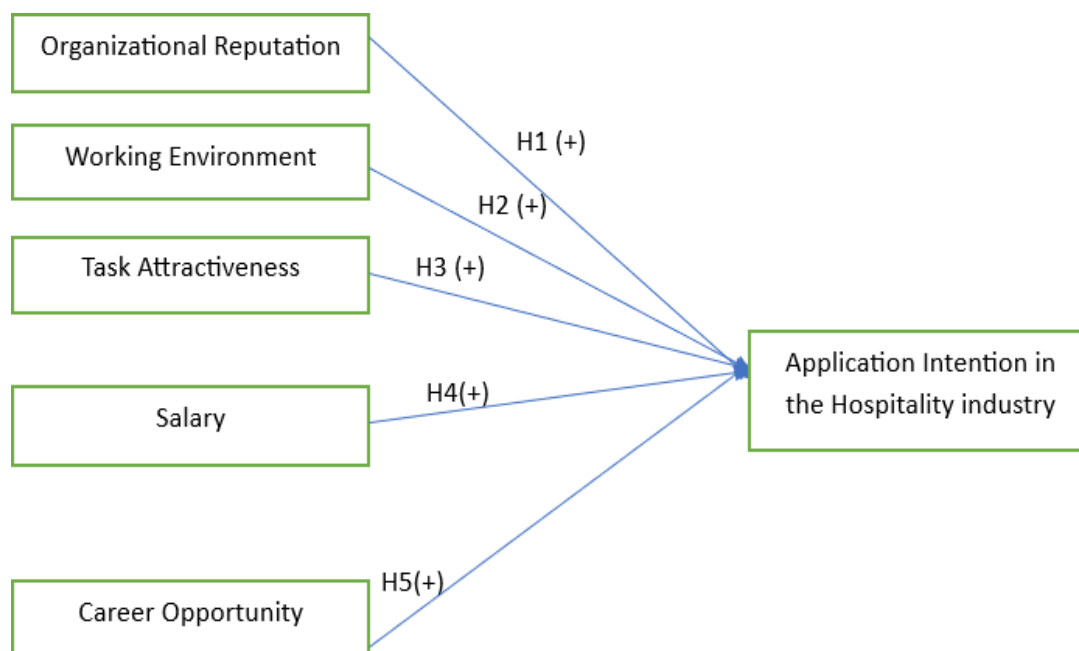 Organizational Reputation
H1 (+)
Working Environment
H2 (+)
Task Attractiveness
H3 (+)
Application Intention in
the Hospitality industry
Salary
H4(+)
H5(+)
Career Opportunity